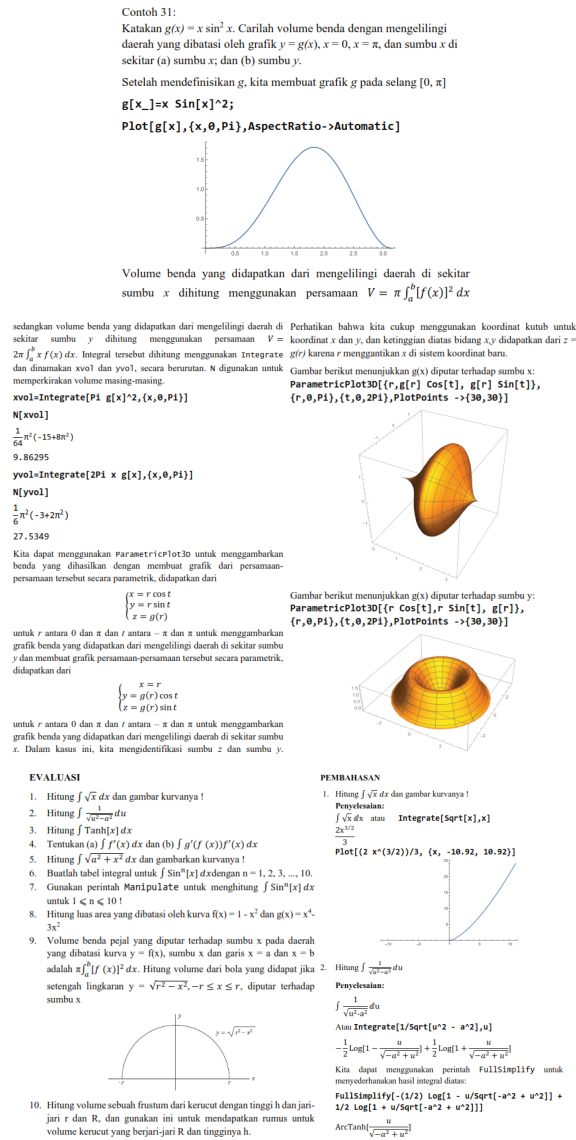 Contoh 31:
Katakan g(x) = x sin² x. Carilah volume benda dengan mengelilingi
daerah yang dibatasi oleh grafik y = g(x), x = 0, x = π, dan sumbu x di
sekitar (a) sumbu x; dan (b) sumbu y.
Setelah mendefinisikan g, kita membuat grafik g pada selang [0, π]
g[x_]=x Sin[x]^2;
Plot[g[x],{x,0,Pi},AspectRatio->Automatic]
1.5
1.0
0.5
0.5 1.0 1.5 2.0 2.5 3.0
Volume benda yang didapatkan dari mengelilingi daerah di sekitar
sumbu x dihitung menggunakan persamaan V = π ∫ₐᵇ[f(x)]² dx
sedangkan volume benda yang didapatkan dari mengelilingi daerah di
sekitar sumbu y dihitung menggunakan persamaan V =
2π ∫ₐᵇ x f(x) dx. Integral tersebut dihitung menggunakan Integrate
dan dinamakan xvol dan yvol, secara berurutan. N digunakan untuk
memperkirakan volume masing-masing.
xvol=Integrate[Pi g[x]^2,{x,0,Pi}]
N[xvol]
1/64 π²(-15+8π²)
9.86295
yvol=Integrate[2Pi x g[x],{x,0,Pi}]
N[yvol]
1/6 π²(-3+2π²)
27.5349
Kita dapat menggunakan ParametricPlot3D untuk menggambarkan
benda yang dihasilkan dengan membuat grafik dari persamaan-
persamaan tersebut secara parametrik, didapatkan dari
{x = r cos t
y = r sin t
z = g(r)
untuk r antara 0 dan π dan t antara – π dan π untuk menggambarkan
grafik benda yang didapatkan dari mengelilingi daerah di sekitar sumbu
y dan membuat grafik persamaan-persamaan tersebut secara parametrik,
didapatkan dari
{x = r
y = g(r) cos t
z = g(r) sin t
untuk r antara 0 dan π dan t antara – π dan π untuk menggambarkan
grafik benda yang didapatkan dari mengelilingi daerah di sekitar sumbu
x. Dalam kasus ini, kita mengidentifikasi sumbu z dan sumbu y.
Perhatikan bahwa kita cukup menggunakan koordinat kutub untuk
koordinat x dan y, dan ketinggian diatas bidang x,y didapatkan dari z =
g(r) karena r menggantikan x di sistem koordinat baru.
Gambar berikut menunjukkan g(x) diputar terhadap sumbu x:
ParametricPlot3D[{r,g[r] Cos[t], g[r] Sin[t]},
{r,0,Pi},{t,0,2Pi},PlotPoints ->{30,30}]
Gambar berikut menunjukkan g(x) diputar terhadap sumbu y:
ParametricPlot3D[{r Cos[t],r Sin[t], g[r]},
{r,0,Pi},{t,0,2Pi},PlotPoints ->{30,30}]
EVALUASI
1. Hitung ∫ √x dx dan gambar kurvanya !
2. Hitung ∫ 1/√(u²−a²) du
3. Hitung ∫ Tanh[x] dx
4. Tentukan (a) ∫ f′(x) dx dan (b) ∫ g′(f (x))f′(x) dx
5. Hitung ∫ √(a² + x²) dx dan gambarkan kurvanya !
6. Buatlah tabel integral untuk ∫ Sinⁿ[x] dxdengan n = 1, 2, 3, ..., 10.
7. Gunakan perintah Manipulate untuk menghitung ∫ Sinⁿ[x] dx
untuk 1 ⩽ n ⩽ 10 !
8. Hitung luas area yang dibatasi oleh kurva f(x) = 1 - x² dan g(x) = x⁴-
3x²
9. Volume benda pejal yang diputar terhadap sumbu x pada daerah
yang dibatasi kurva y = f(x), sumbu x dan garis x = a dan x = b
adalah π∫ₐᵇ[f (x)]² dx. Hitung volume dari bola yang didapat jika
setengah lingkaran y = √(r² − x²), −r ≤ x ≤ r, diputar terhadap
sumbu x
y
y = √(r² − x²)
−r r x
10. Hitung volume sebuah frustum dari kerucut dengan tinggi h dan jari-
jari r dan R, dan gunakan ini untuk mendapatkan rumus untuk
volume kerucut yang berjari-jari R dan tingginya h.
PEMBAHASAN
1. Hitung ∫ √x dx dan gambar kurvanya !
Penyelesaian:
∫ √x dx atau Integrate[Sqrt[x],x]
2x^(3/2)/3
Plot[(2 x^(3/2))/3, {x, -10.92, 10.92}]
2. Hitung ∫ 1/√(u²−a²) du
Penyelesaian:
∫ 1/√(u²-a²) du
Atau Integrate[1/Sqrt[u^2 - a^2],u]
−1/2 Log[1 − u/√(−a² + u²)] + 1/2 Log[1 + u/√(−a² + u²)]
Kita dapat menggunakan perintah FullSimplify untuk
menyederhanakan hasil integral diatas:
FullSimplify[-(1/2) Log[1 - u/Sqrt[-a^2 + u^2]] +
1/2 Log[1 + u/Sqrt[-a^2 + u^2]]]
ArcTanh[u/√(−a² + u²)]